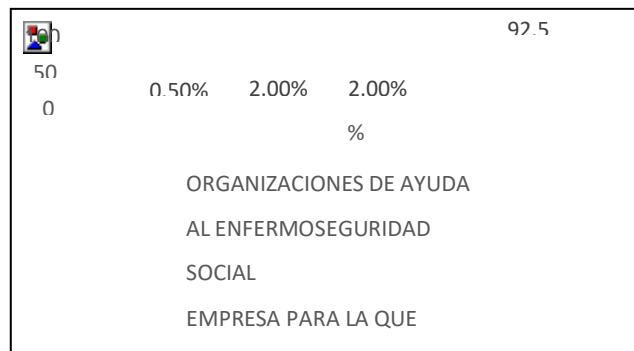 92.5
50
0.50% 2.00% 2.00%
0
%
ORGANIZACIONES DE AYUDA
AL ENFERMOSEGURIDAD
SOCIAL
EMPRESA PARA LA QUE